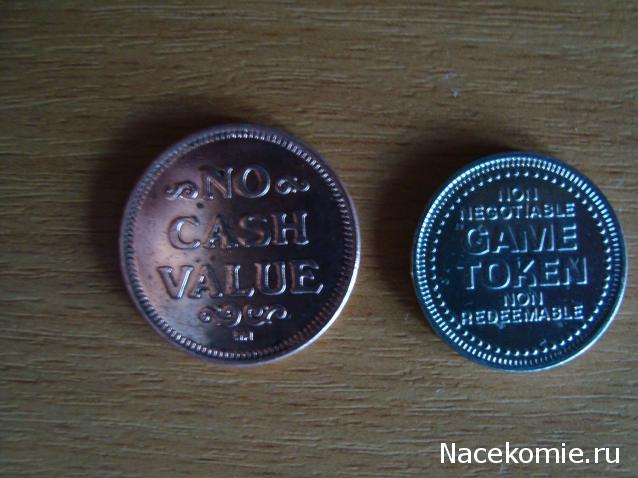 NO
CASH
VALUE
NON
NEGOTIABLE
GAME
TOKEN
NON
REDEEMABLE
Nacekomie.ru